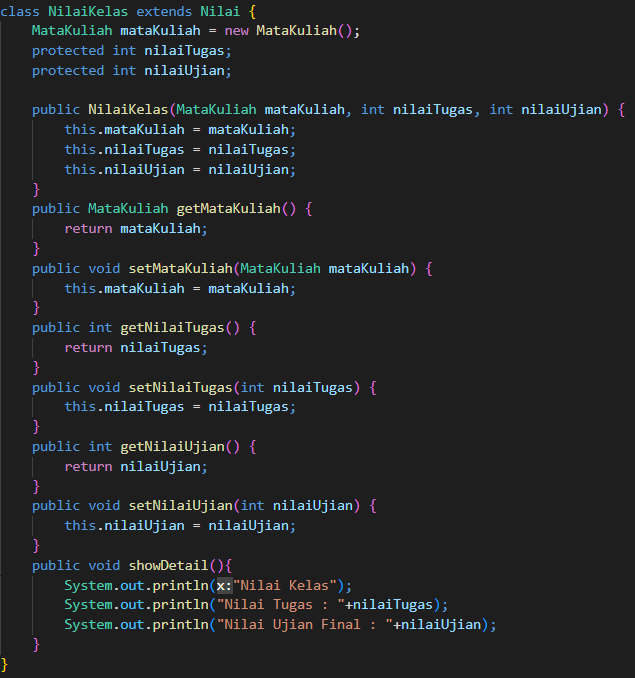 class NilaiKelas extends Nilai {
    MataKuliah mataKuliah = new MataKuliah();
    protected int nilaiTugas;
    protected int nilaiUjian;

    public NilaiKelas(MataKuliah mataKuliah, int nilaiTugas, int nilaiUjian) {
        this.mataKuliah = mataKuliah;
        this.nilaiTugas = nilaiTugas;
        this.nilaiUjian = nilaiUjian;
    }
    public MataKuliah getMataKuliah() {
        return mataKuliah;
    }
    public void setMataKuliah(MataKuliah mataKuliah) {
        this.mataKuliah = mataKuliah;
    }
    public int getNilaiTugas() {
        return nilaiTugas;
    }
    public void setNilaiTugas(int nilaiTugas) {
        this.nilaiTugas = nilaiTugas;
    }
    public int getNilaiUjian() {
        return nilaiUjian;
    }
    public void setNilaiUjian(int nilaiUjian) {
        this.nilaiUjian = nilaiUjian;
    }
    public void showDetail(){
        System.out.println(x:"Nilai Kelas");
        System.out.println("Nilai Tugas : "+nilaiTugas);
        System.out.println("Nilai Ujian Final : "+nilaiUjian);
    }
}